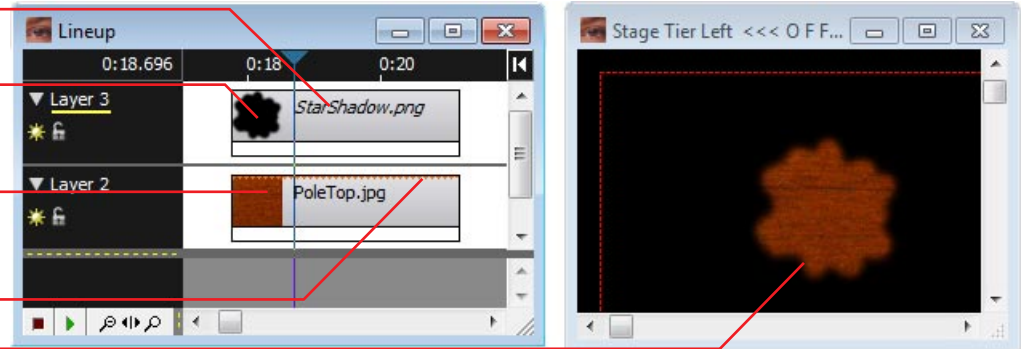 Lineup
0:18.696
0:18
0:20
Layer 3
StarShadow.png
Layer 2
PoleTop.jpg
Stage Tier Left <<< O F F...